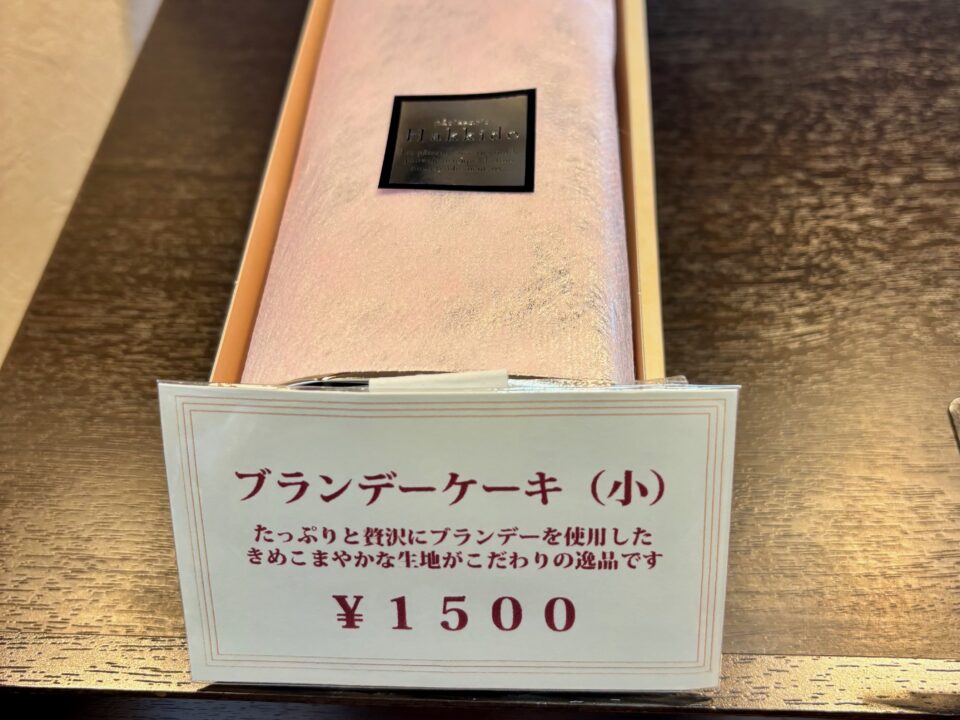 Hakkido
ブランデーケーキ（小）
たっぷりと贅沢にブランデーを使用した
きめこまやかな生地がこだわりの逸品です
￥１５００